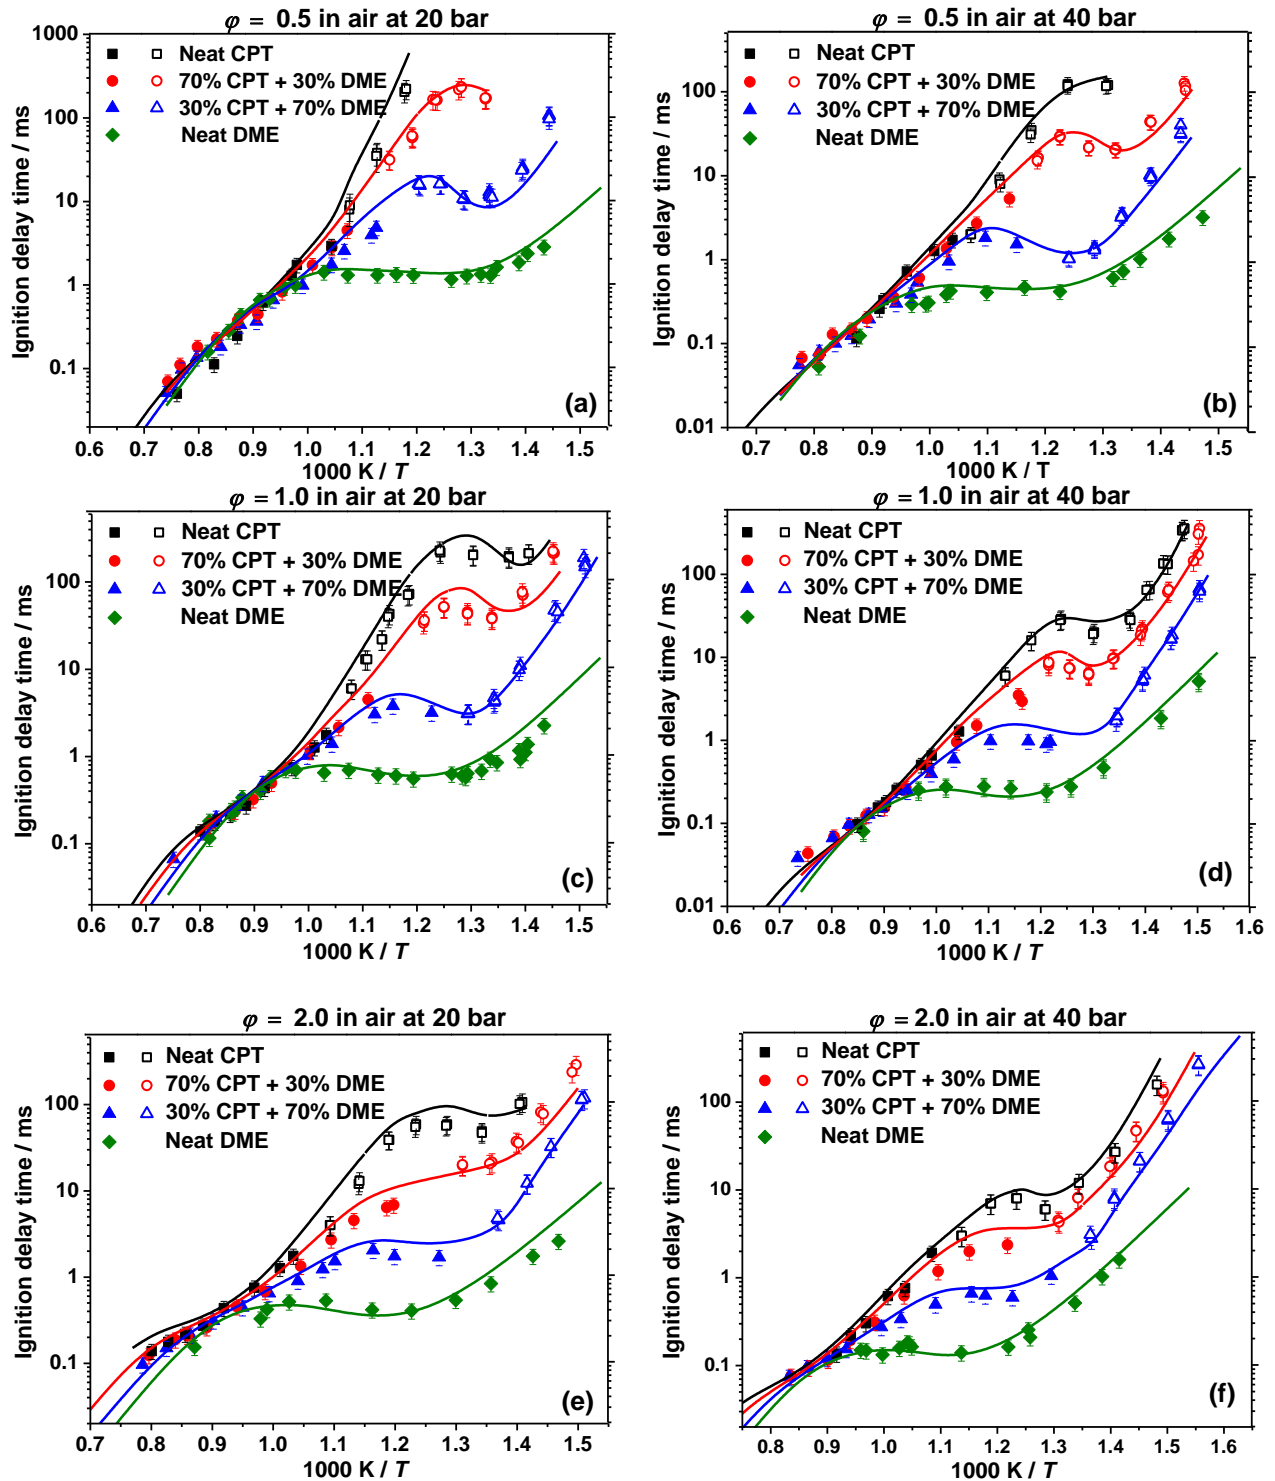 φ = 0.5 in air at 20 bar
1000
100
10
1
0.1
Ignition delay time / ms
Neat CPT
70% CPT + 30% DME
30% CPT + 70% DME
Neat DME
(a)
0.6 0.7 0.8 0.9 1.0 1.1 1.2 1.3 1.4 1.5
1000 K / T
φ = 0.5 in air at 40 bar
100
10
1
0.1
0.01
Ignition delay time / ms
Neat CPT
70% CPT + 30% DME
30% CPT + 70% DME
Neat DME
(b)
0.7 0.8 0.9 1.0 1.1 1.2 1.3 1.4 1.5
1000 K / T
φ = 1.0 in air at 20 bar
100
10
1
0.1
Ignition delay time / ms
Neat CPT
70% CPT + 30% DME
30% CPT + 70% DME
Neat DME
(c)
0.6 0.7 0.8 0.9 1.0 1.1 1.2 1.3 1.4 1.5
1000 K / T
φ = 1.0 in air at 40 bar
100
10
1
0.1
0.01
Ignition delay time / ms
Neat CPT
70% CPT + 30% DME
30% CPT + 70% DME
Neat DME
(d)
0.6 0.7 0.8 0.9 1.0 1.1 1.2 1.3 1.4 1.5 1.6
1000 K / T
φ = 2.0 in air at 20 bar
100
10
1
0.1
Ignition delay time / ms
Neat CPT
70% CPT + 30% DME
30% CPT + 70% DME
Neat DME
(e)
0.7 0.8 0.9 1.0 1.1 1.2 1.3 1.4 1.5
1000 K / T
φ = 2.0 in air at 40 bar
100
10
1
0.1
Ignition delay time / ms
Neat CPT
70% CPT + 30% DME
30% CPT + 70% DME
Neat DME
(f)
0.8 0.9 1.0 1.1 1.2 1.3 1.4 1.5 1.6
1000 K / T